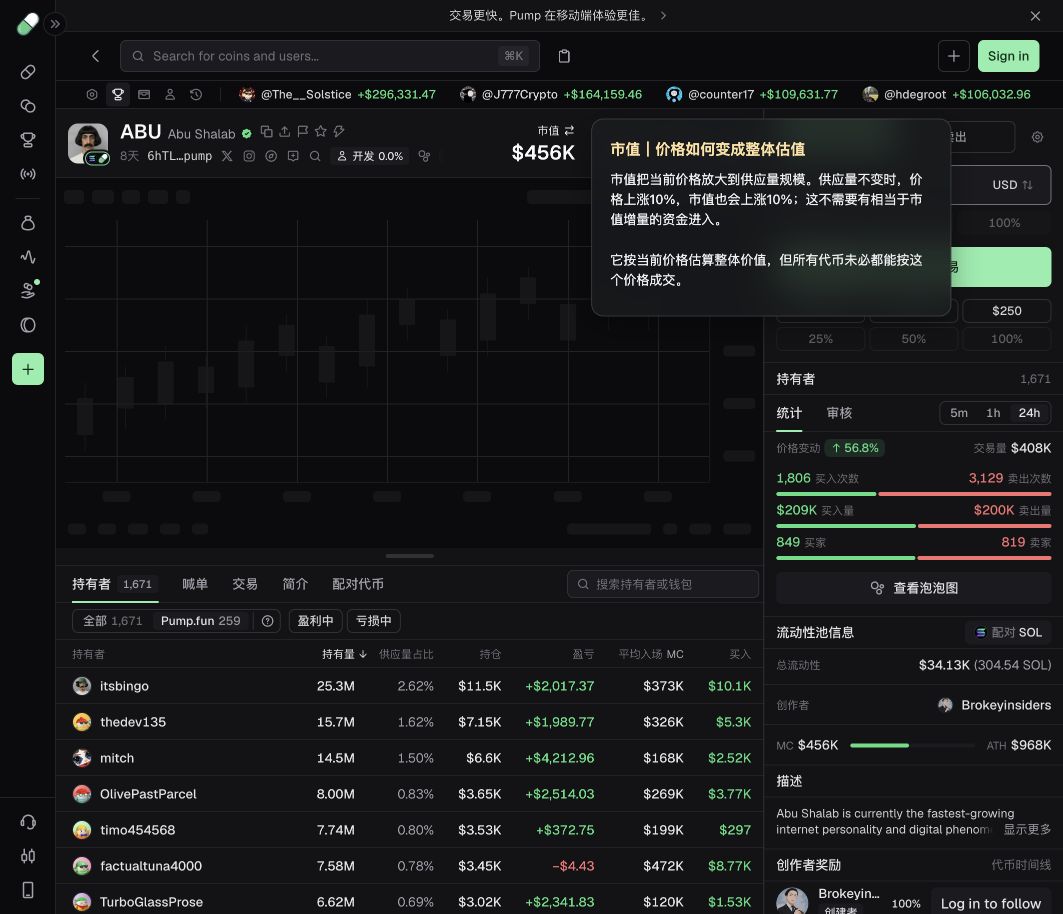 交易更快。Pump 在移动端体验更佳。
Search for coins and users...
⌘K
Sign in
@The__Solstice +$296,331.47
@J777Crypto +$164,159.46
@counter17 +$109,631.77
@hdegroot +$106,032.96
ABU Abu Shalab
8天 6hTL...pump
开发 0.0%
市值
$456K
市值｜价格如何变成整体估值
市值把当前价格放大到供应量规模。供应量不变时，价
格上涨10%，市值也会上涨10%；这不需要有相当于市
值增量的资金进入。
它按当前价格估算整体价值，但所有代币未必都能按这
个价格成交。
USD
100%
$250
25%
50%
100%
持有者
1,671
统计
审核
5m
1h
24h
价格变动
↑ 56.8%
交易量 $408K
1,806 买入次数
3,129 卖出次数
$209K 买入量
$200K 卖出量
849 买家
819 卖家
查看泡泡图
流动性池信息
配对 SOL
总流动性
$34.13K (304.54 SOL)
创作者
Brokeyinsiders
MC $456K
ATH $968K
描述
Abu Shalab is currently the fastest-growing
internet personality and digital phenom
显示更多
创作者奖励
代币时间线
Brokeyin...
创建者
100%
Log in to follow
持有者 1,671
喊单
交易
简介
配对代币
搜索持有者或钱包
全部 1,671
Pump.fun 259
盈利中
亏损中
持有者 持有量 ↓ 供应量占比 持仓 盈亏 平均入场 MC 买入
itsbingo 25.3M 2.62% $11.5K +$2,017.37 $373K $10.1K
thedev135 15.7M 1.62% $7.15K +$1,989.77 $326K $5.3K
mitch 14.5M 1.50% $6.6K +$4,212.96 $168K $2.52K
OlivePastParcel 8.00M 0.83% $3.65K +$2,514.03 $269K $3.77K
timo454568 7.74M 0.80% $3.53K +$372.75 $199K $297
factualtuna4000 7.58M 0.78% $3.45K −$4.43 $472K $8.77K
TurboGlassProse 6.62M 0.69% $3.02K +$2,341.83 $120K $1.53K